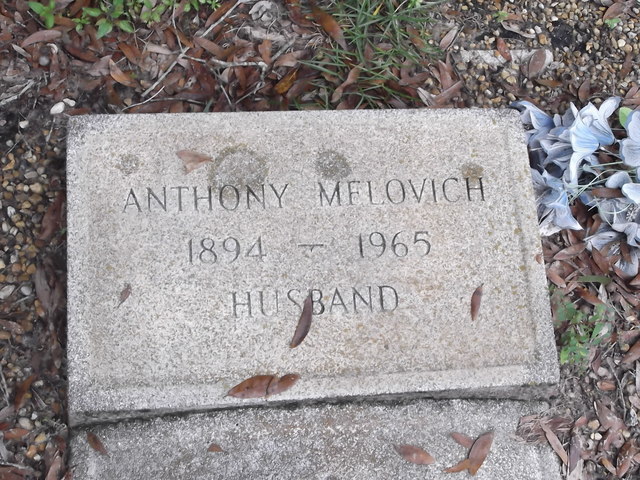 ANTHONY MELOVICH
1894 — 1965
HUSBAND